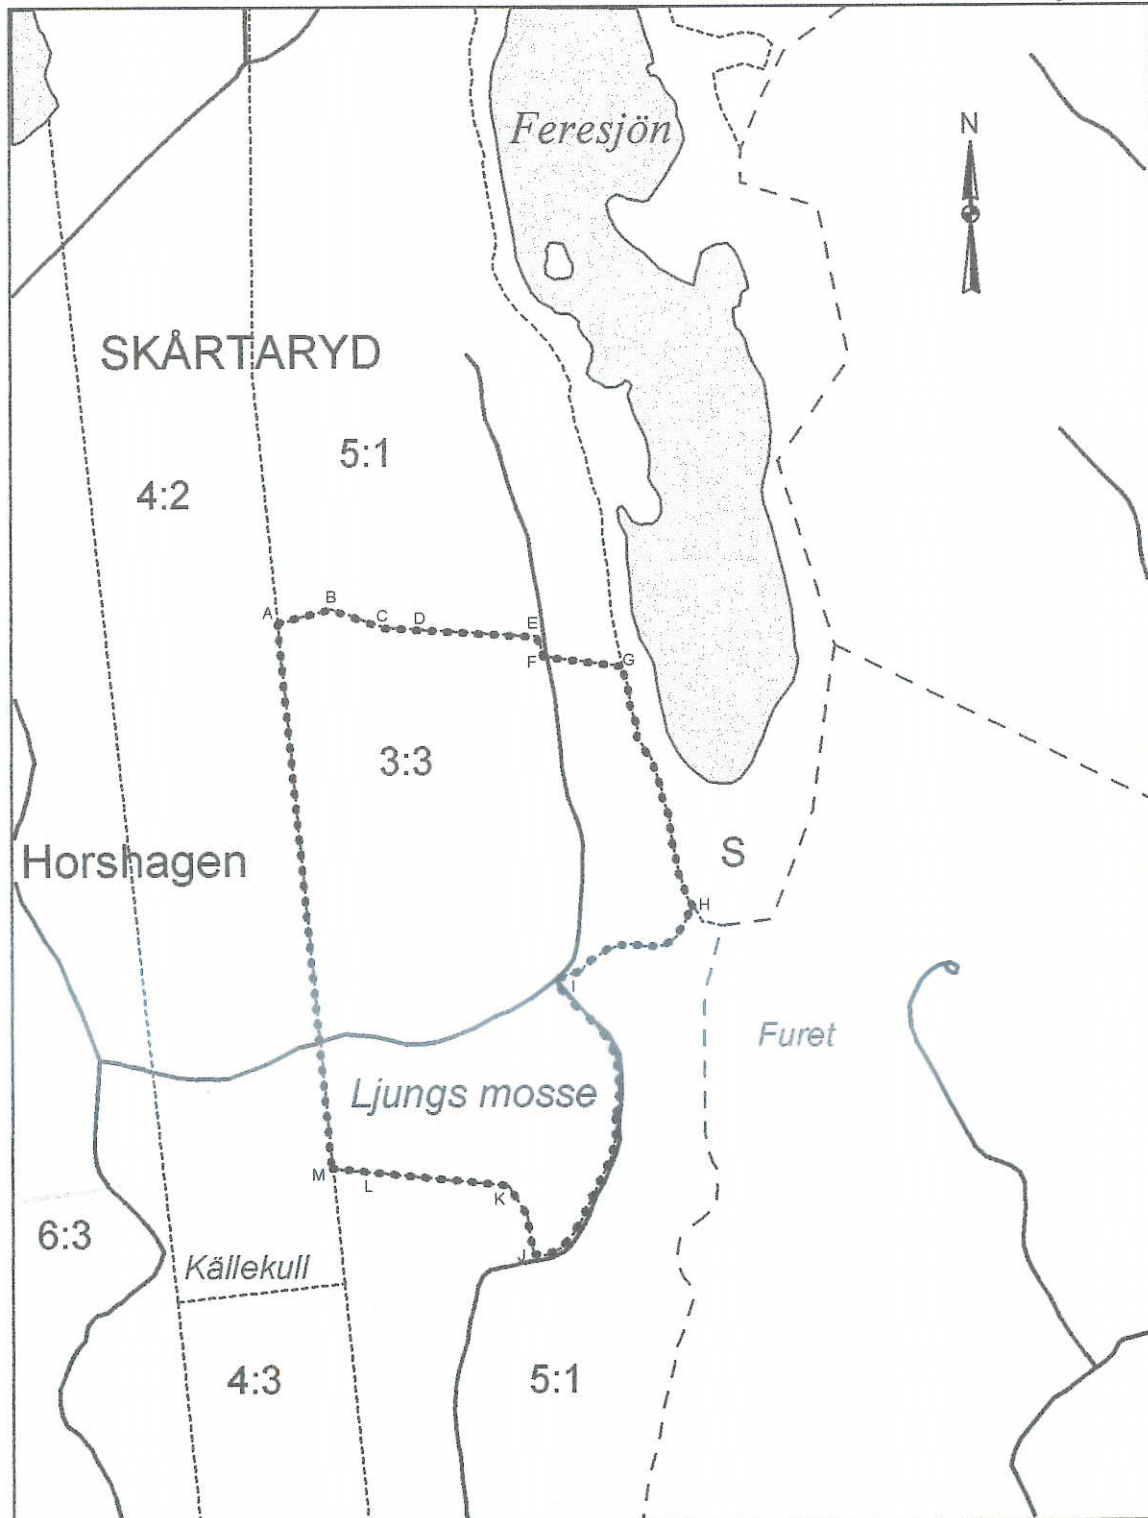 Feresjön
N
SKÅRTARYD
5:1
4:2
B
A
C
D
E
F
G
3:3
S
Horshagen
H
I
Furet
Ljungs mosse
M
L
K
6:3
J
Källekull
4:3
5:1